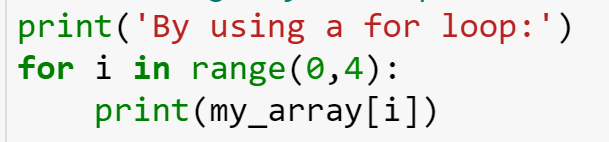 print('By using a for loop:')
for i in range(0,4):
    print(my_array[i])